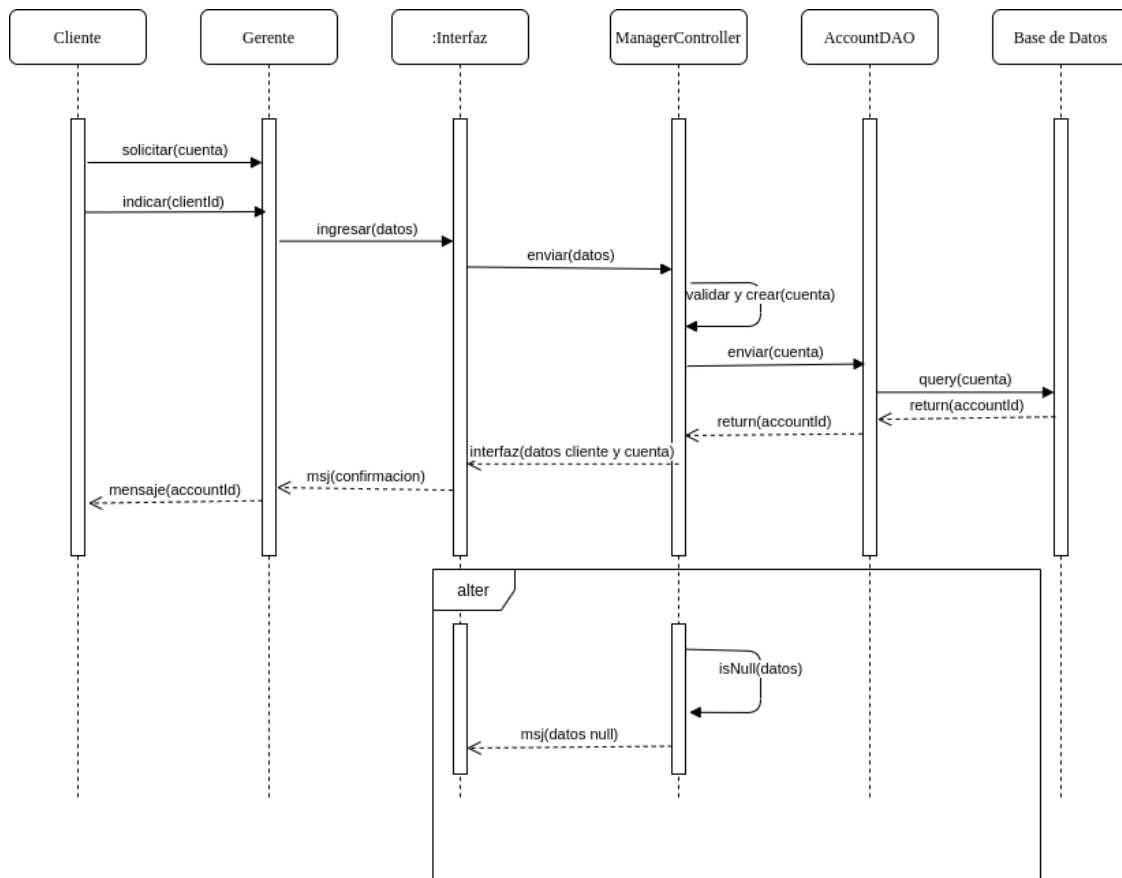 Cliente
Gerente
:Interfaz
ManagerController
AccountDAO
Base de Datos
solicitar(cuenta)
indicar(clientId)
ingresar(datos)
enviar(datos)
validar y crear(cuenta)
enviar(cuenta)
query(cuenta)
return(accountId)
return(accountId)
interfaz(datos cliente y cuenta)
msj(confirmacion)
mensaje(accountId)
alter
isNull(datos)
msj(datos null)